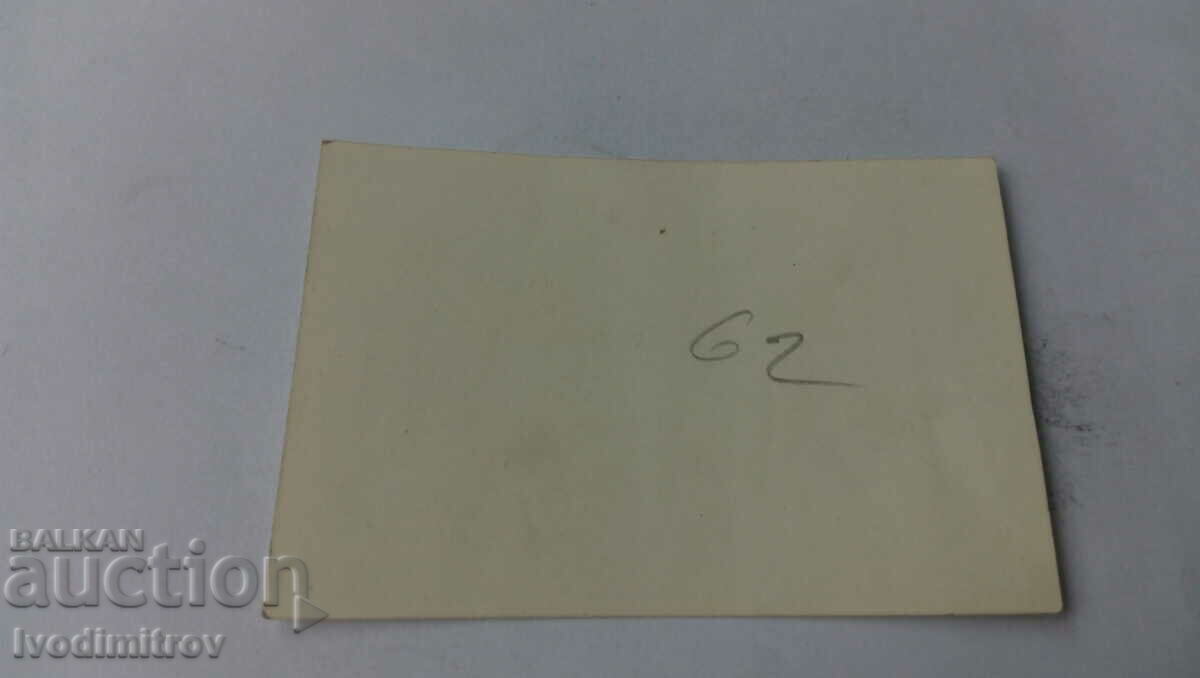 62
BALKAN
auction
Ivodimitrov